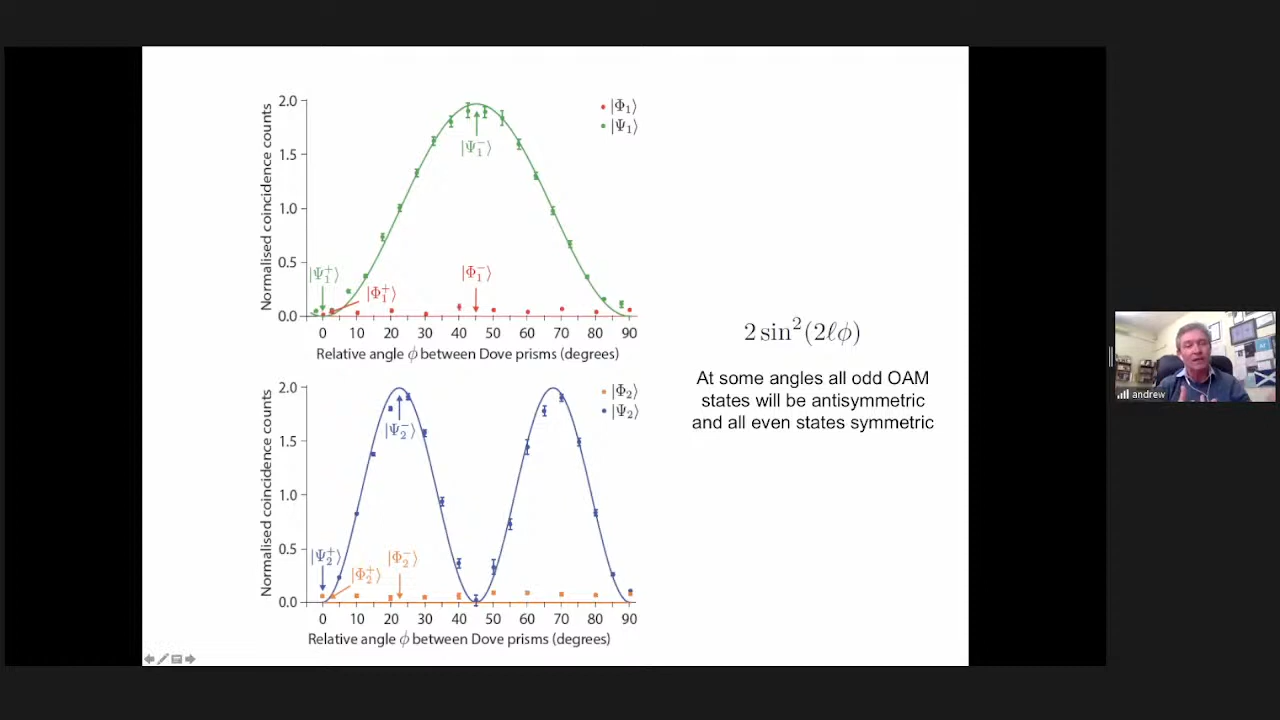 2.0
1.5
1.0
0.5
0.0
Normalised coincidence counts
|Φ₁⟩
|Ψ₁⟩
|Ψ₁⁻⟩
|Ψ₁⁺⟩
|Φ₁⁺⟩
|Φ₁⁻⟩
0 10 20 30 40 50 60 70 80 90
Relative angle ϕ between Dove prisms (degrees)
2.0
1.5
1.0
0.5
0.0
Normalised coincidence counts
|Φ₂⟩
|Ψ₂⟩
|Ψ₂⁻⟩
|Ψ₂⁺⟩
|Φ₂⁺⟩
|Φ₂⁻⟩
0 10 20 30 40 50 60 70 80 90
Relative angle ϕ between Dove prisms (degrees)
2 sin²(2ℓϕ)
At some angles all odd OAM
states will be antisymmetric
and all even states symmetric
andrew